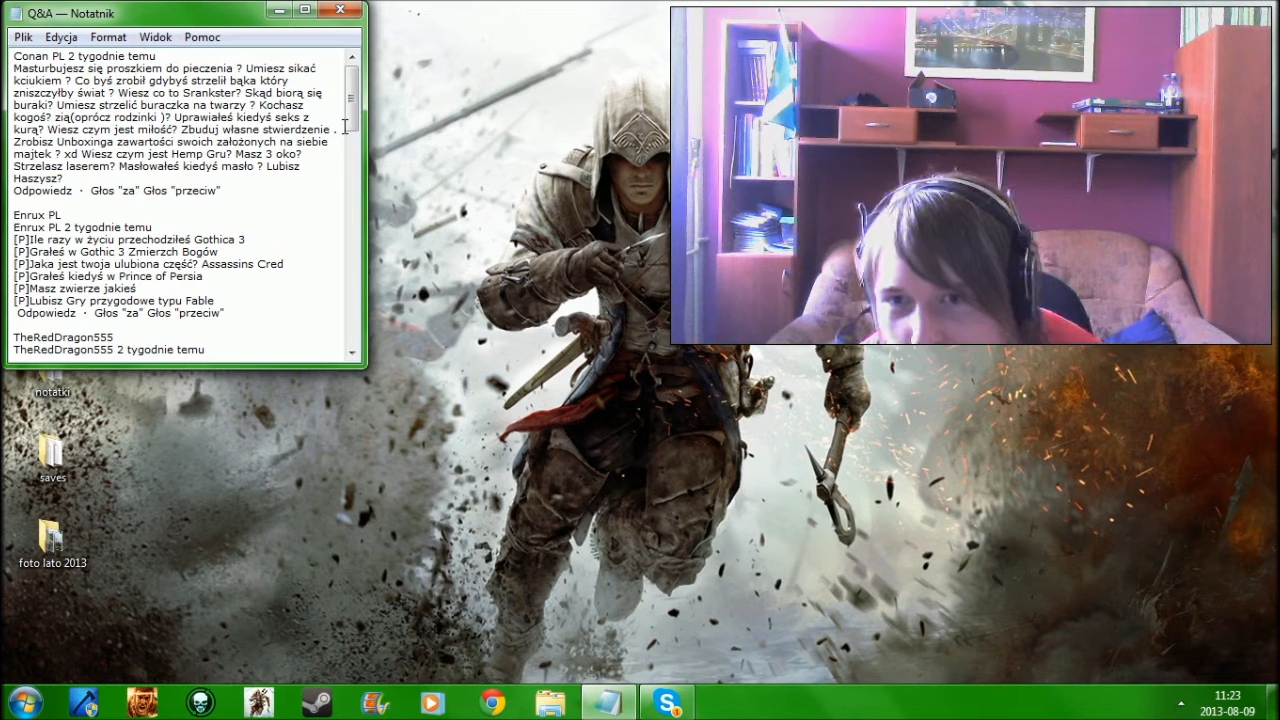 Q&A — Notatnik
Plik Edycja Format Widok Pomoc
Conan PL 2 tygodnie temu
Masturbujesz się proszkiem do pieczenia ? Umiesz sikać
kciukiem ? Co byś zrobił gdybyś strzelił bąka który
zniszczyłby świat ? Wiesz co to Srankster? Skąd biorą się
buraki? Umiesz strzelić buraczka na twarzy ? Kochasz
kogoś? zią(oprócz rodzinki )? Uprawiałeś kiedyś seks z
kurą? Wiesz czym jest miłość? Zbuduj własne stwierdzenie .
Zrobisz Unboxinga zawartości swoich założonych na siebie
majtek ? xd Wiesz czym jest Hemp Gru? Masz 3 oko?
Strzelasz laserem? Masłowałeś kiedyś masło ? Lubisz
Haszysz?
Odpowiedz · Głos "za" Głos "przeciw"
Enrux PL
Enrux PL 2 tygodnie temu
[P]Ile razy w życiu przechodziłeś Gothica 3
[P]Grałeś w Gothic 3 Zmierzch Bogów
[P]Jaka jest twoja ulubiona część? Assassins Cred
[P]Grałeś kiedyś w Prince of Persia
[P]Masz zwierze jakieś
[P]Lubisz Gry przygodowe typu Fable
Odpowiedz · Głos "za" Głos "przeciw"
TheRedDragon555
TheRedDragon555 2 tygodnie temu
notatki
saves
foto lato 2013
11:23
2013-08-09